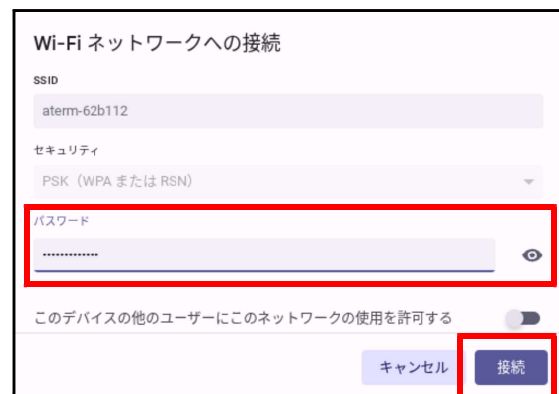 Wi-Fi ネットワークへの接続
SSID
aterm-62b112
セキュリティ
PSK（WPA または RSN）
パスワード
•••••••••••••
このデバイスの他のユーザーにこのネットワークの使用を許可する
キャンセル
接続